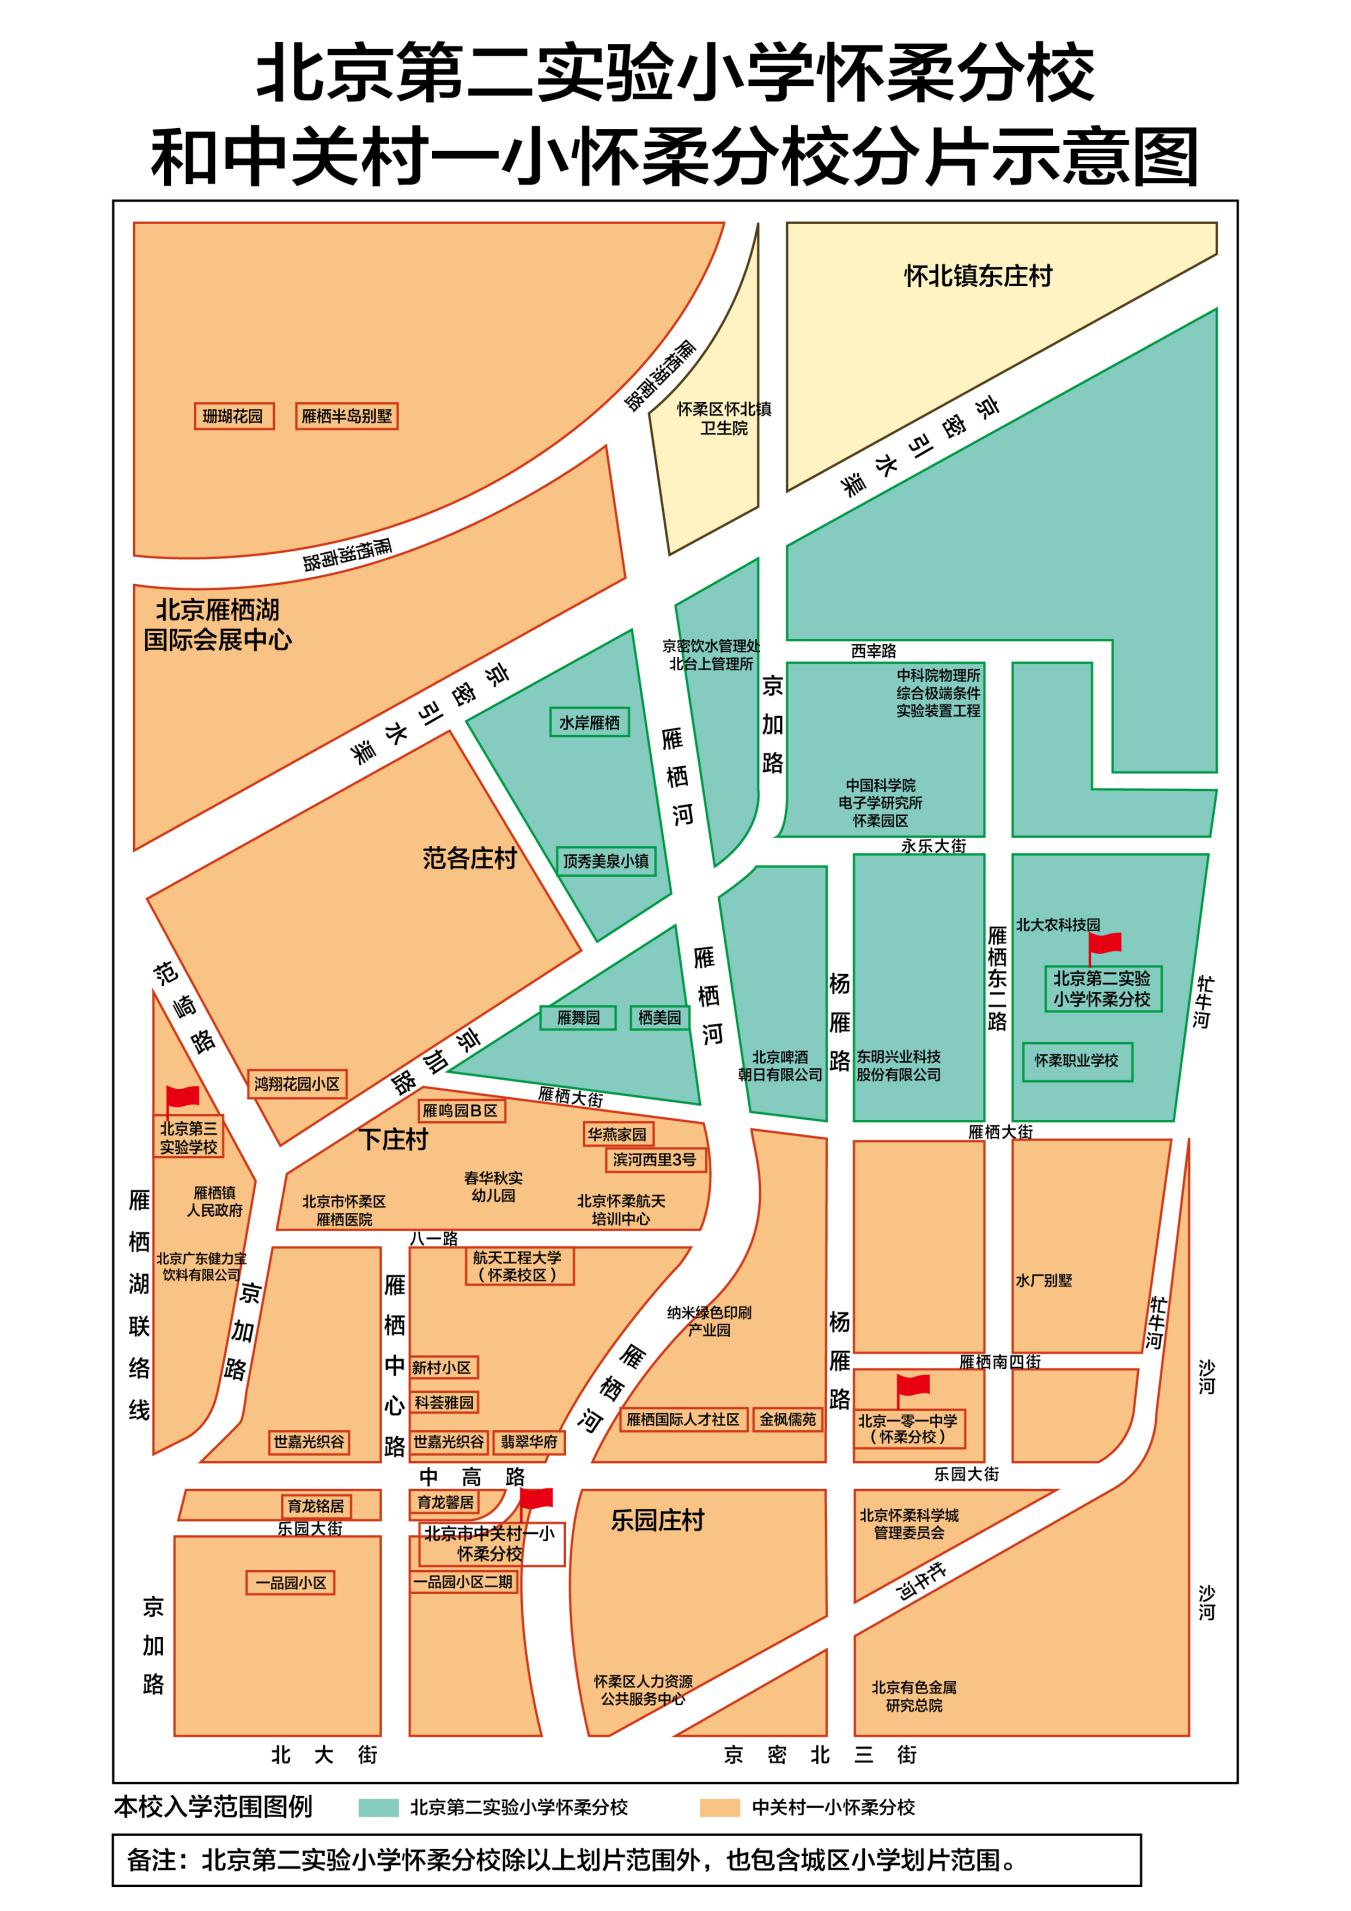 北京第二实验小学怀柔分校
和中关村一小怀柔分校分片示意图
怀北镇东庄村
雁栖湖南路
珊瑚花园
雁栖半岛别墅
怀柔区怀北镇
卫生院
京密引水渠
雁栖湖南路
北京雁栖湖
国际会展中心
京密饮水管理处
北台上管理所
西宰路
京密引水渠
水岸雁栖
雁栖河
京加路
中科院物理所
综合极端条件
实验装置工程
中国科学院
电子学研究所
怀柔园区
永乐大街
范各庄村
顶秀美泉小镇
北大农科技园
范崎路
雁栖河
杨雁路
雁栖东二路
北京第二实验
小学怀柔分校
牤牛河
雁舞园
栖美园
京加路
北京啤酒
朝日有限公司
东明兴业科技
股份有限公司
怀柔职业学校
鸿翔花园小区
雁栖大街
雁鸣园B区
北京第三
实验学校
下庄村
华燕家园
滨河西里3号
雁栖大街
雁栖湖联络线
雁栖镇
人民政府
北京市怀柔区
雁栖医院
春华秋实
幼儿园
北京怀柔航天
培训中心
八一路
北京广东健力宝
饮料有限公司
航天工程大学
（怀柔校区）
水厂别墅
京加路
雁栖中心路
纳米绿色印刷
产业园
杨雁路
牤牛河
新村小区
雁栖河
雁栖南四街
沙河
科荟雅园
雁栖国际人才社区
金枫儒苑
北京一零一中学
（怀柔分校）
世嘉光织谷
世嘉光织谷
翡翠华府
中高路
乐园大街
育龙铭居
育龙馨居
乐园大街
北京市中关村一小
怀柔分校
乐园庄村
北京怀柔科学城
管理委员会
一品园小区
一品园小区二期
牤牛河
沙河
京加路
怀柔区人力资源
公共服务中心
北京有色金属
研究总院
北大街
京密北三街
本校入学范围图例
北京第二实验小学怀柔分校
中关村一小怀柔分校
备注：北京第二实验小学怀柔分校除以上划片范围外，也包含城区小学划片范围。